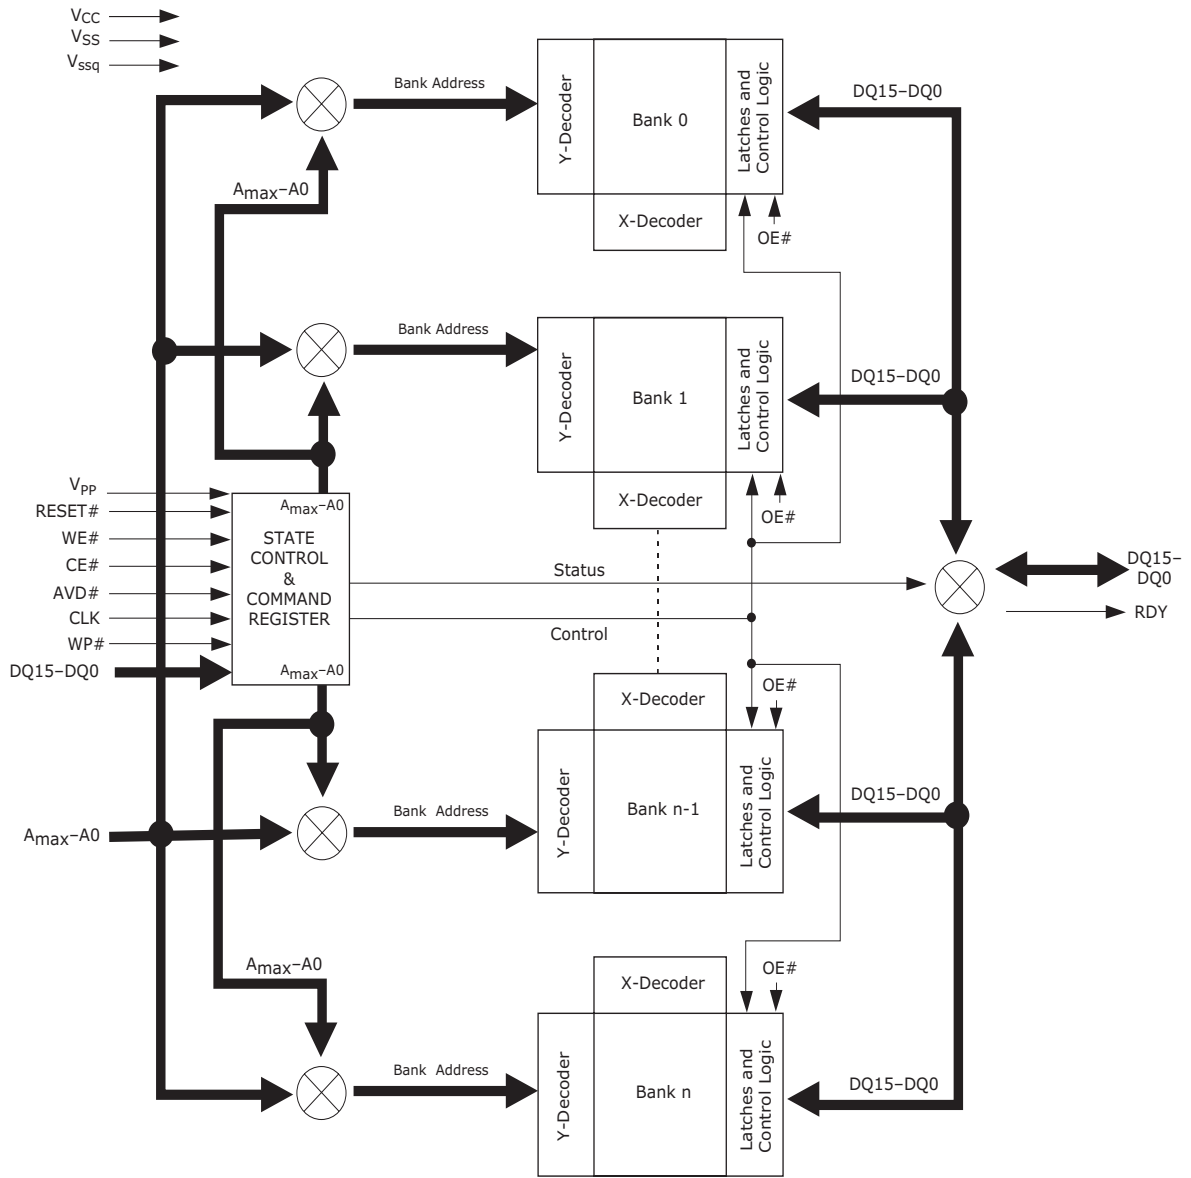 VCC
VSS
Vssq
Bank Address
Y-Decoder
Bank 0
Latches and
Control Logic
DQ15–DQ0
Amax–A0
X-Decoder
OE#
Bank Address
Y-Decoder
Bank 1
Latches and
Control Logic
DQ15–DQ0
X-Decoder
OE#
VPP
RESET#
WE#
CE#
AVD#
CLK
WP#
DQ15–DQ0
Amax–A0
STATE
CONTROL
&
COMMAND
REGISTER
Amax–A0
Status
Control
DQ15–
DQ0
RDY
X-Decoder
OE#
Amax–A0
Bank Address
Y-Decoder
Bank n-1
Latches and
Control Logic
DQ15–DQ0
Amax–A0
X-Decoder
OE#
Bank Address
Y-Decoder
Bank n
Latches and
Control Logic
DQ15–DQ0